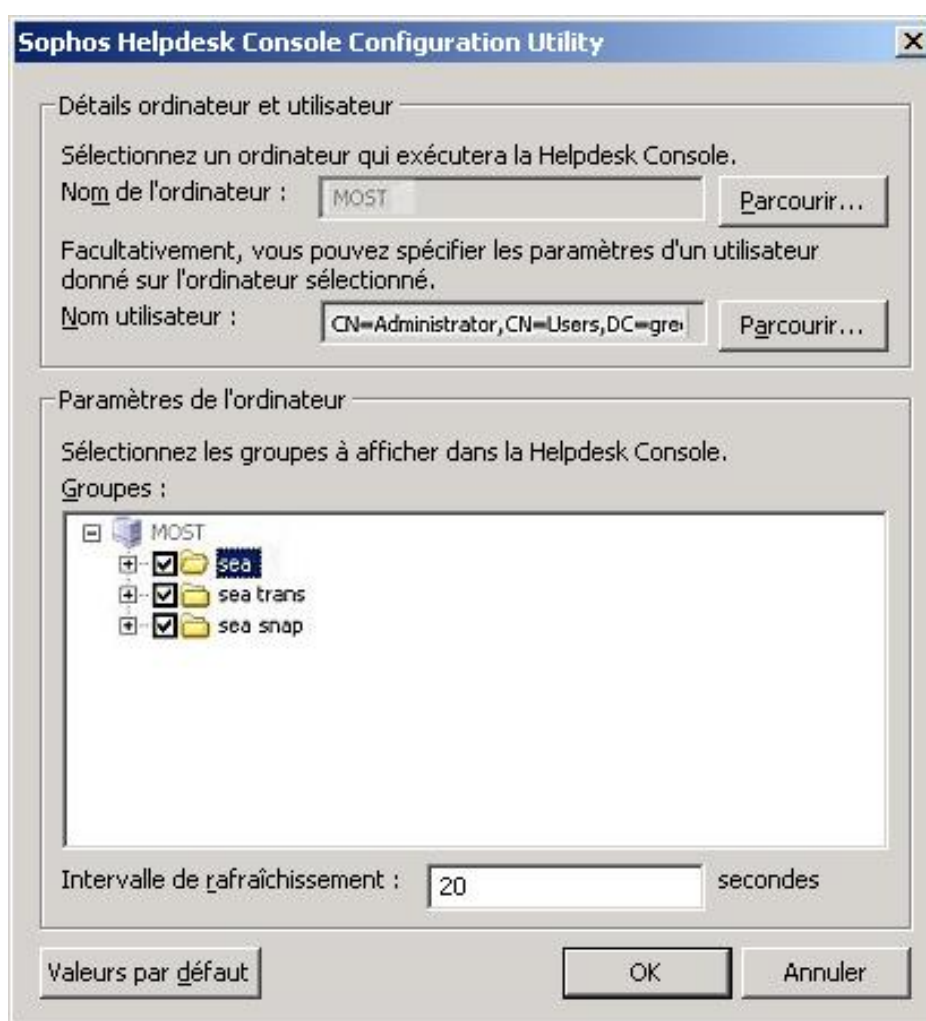 Sophos Helpdesk Console Configuration Utility
Détails ordinateur et utilisateur
Sélectionnez un ordinateur qui exécutera la Helpdesk Console.
Nom de l'ordinateur : MOST Parcourir...
Facultativement, vous pouvez spécifier les paramètres d'un utilisateur
donné sur l'ordinateur sélectionné.
Nom utilisateur : CN=Administrator,CN=Users,DC=gre Parcourir...
Paramètres de l'ordinateur
Sélectionnez les groupes à afficher dans la Helpdesk Console.
Groupes :
MOST
sea
sea trans
sea snap
Intervalle de rafraîchissement : 20 secondes
Valeurs par défaut OK Annuler